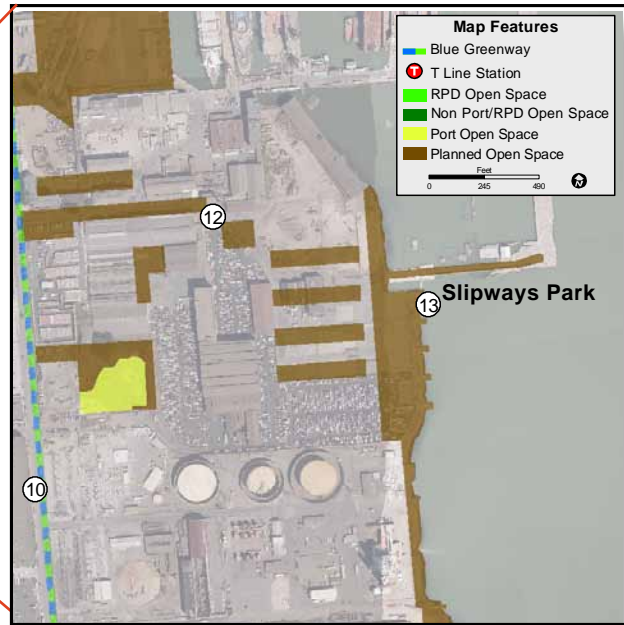 Map Features
Blue Greenway
T T Line Station
RPD Open Space
Non Port/RPD Open Space
Port Open Space
Planned Open Space
Feet
0 245 490 N
12
13 Slipways Park
10